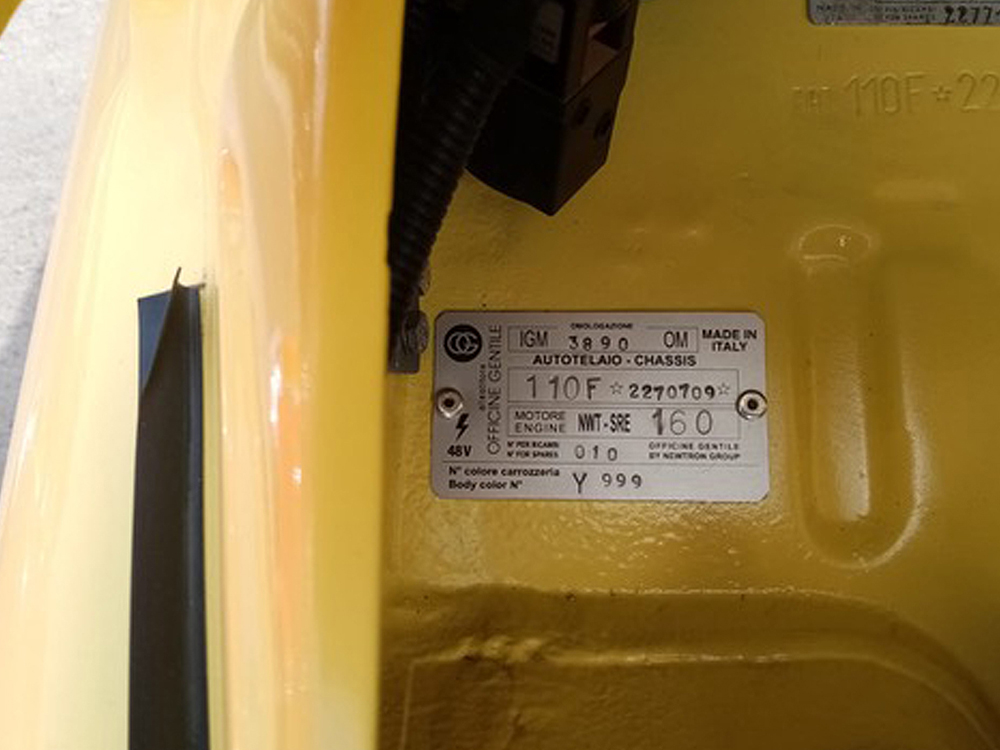 2277
110F ☆ 22
OFFICINE GENTILE
IGM 3890 OM
OMOLOGAZIONE
MADE IN
ITALY
AUTOTELAIO - CHASSIS
110F ☆ 2270709 ☆
MOTORE
ENGINE
NWT - SRE 160
48V
N° PER RICAMBI
N° FOR SPARES
010
OFFICINE GENTILE
BY NEWTRON GROUP
N° colore carrozzeria
Body color N°
Y 999